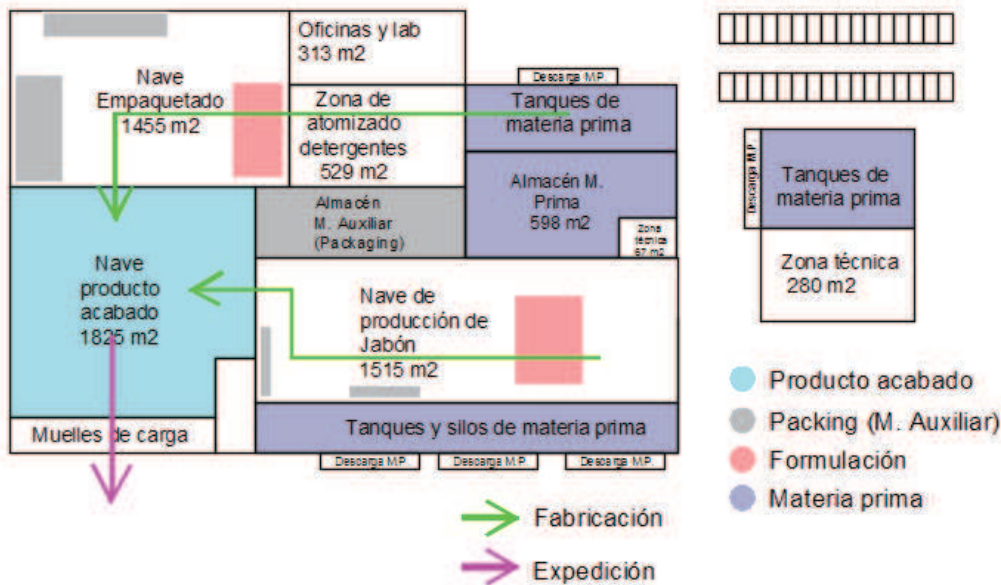 Oficinas y lab
313 m2
Nave
Empaquetado
1455 m2
Descarga M.P.
Zona de
atomizado
detergentes
529 m2
Tanques de
materia prima
Almacén M.
Prima
598 m2
Zona
técnica
67 m2
Almacén
M. Auxiliar
(Packaging)
Nave
producto
acabado
1825 m2
Nave de
producción de
Jabón
1515 m2
Muelles de carga
Tanques y silos de materia prima
Descarga M.P.
Descarga M.P.
Descarga M.P.
Descarga M.P.
Tanques de
materia prima
Zona técnica
280 m2
Producto acabado
Packing (M. Auxiliar)
Formulación
Materia prima
Fabricación
Expedición